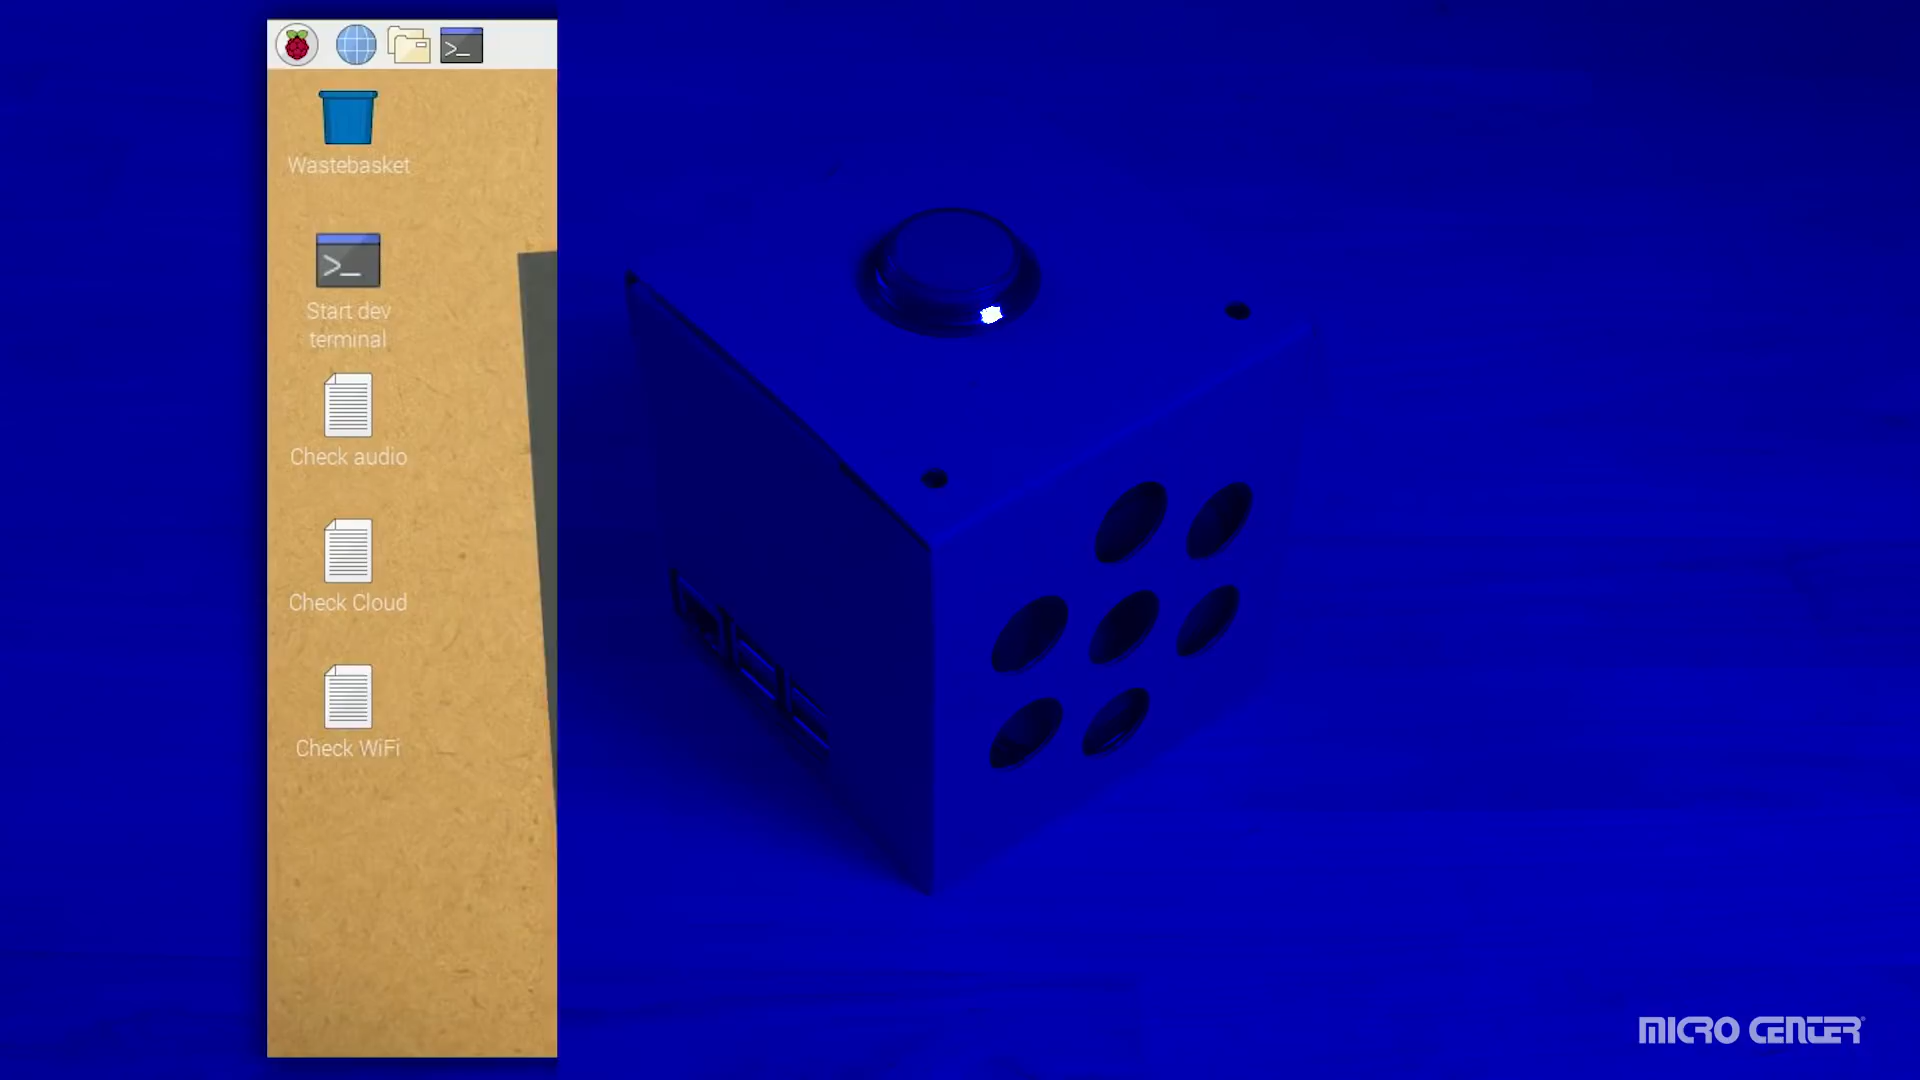 Wastebasket
Start dev
terminal
Check audio
Check Cloud
Check WiFi
MICRO CENTER